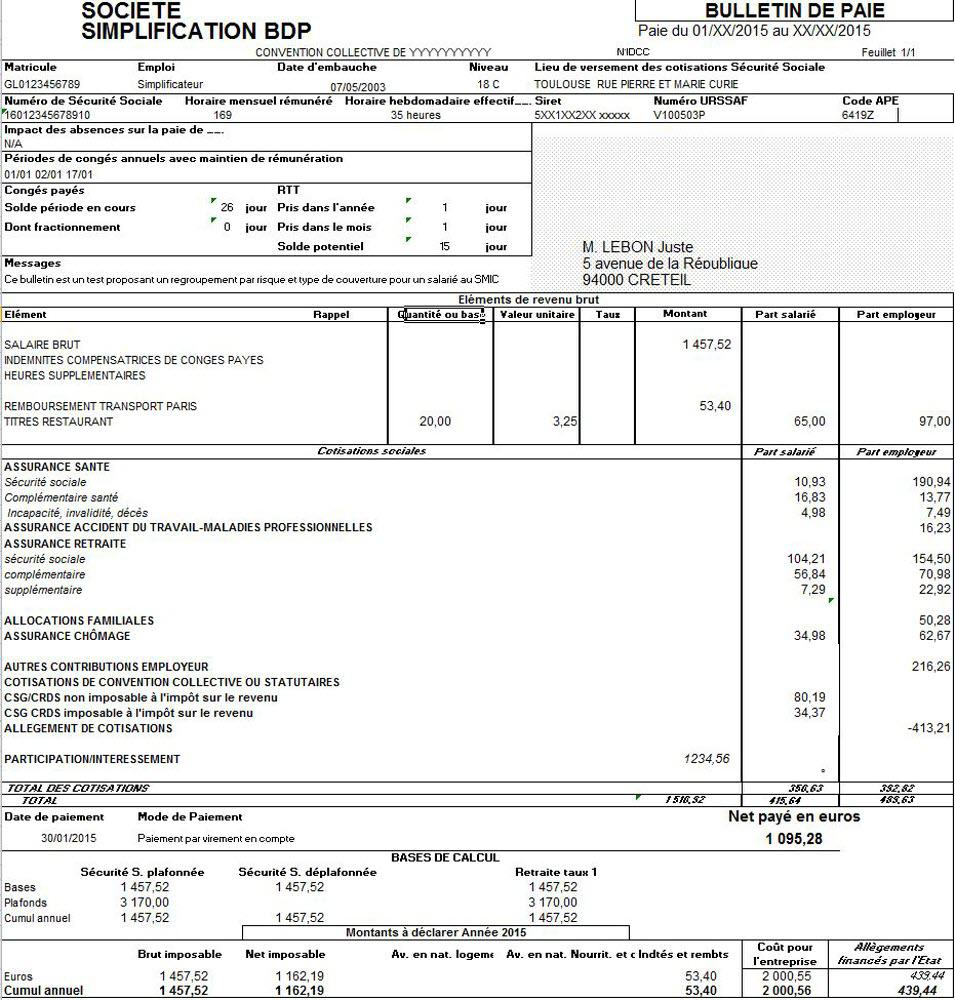 SOCIETE
SIMPLIFICATION BDP
BULLETIN DE PAIE
Paie du 01/XX/2015 au XX/XX/2015
CONVENTION COLLECTIVE DE YYYYYYYYYY N°IDCC Feuillet 1/1
Matricule Emploi Date d'embauche Niveau Lieu de versement des cotisations Sécurité Sociale
GL0123456789 Simplificateur 07/05/2003 18 C TOULOUSE RUE PIERRE ET MARIE CURIE
Numéro de Sécurité Sociale Horaire mensuel rémunéré Horaire hebdomadaire effectif Siret Numéro URSSAF Code APE
16012345678910 169 35 heures 5XX1XX2XX xxxxx V100503P 6419Z
Impact des absences sur la paie de
N/A
Périodes de congés annuels avec maintien de rémunération
01/01 02/01 17/01
Congés payés RTT
Solde période en cours 26 jour Pris dans l'année 1 jour
Dont fractionnement 0 jour Pris dans le mois 1 jour
Solde potentiel 15 jour
M. LEBON Juste
5 avenue de la République
94000 CRETEIL
Messages
Ce bulletin est un test proposant un regroupement par risque et type de couverture pour un salarié au SMIC
Eléments de revenu brut
Elément Rappel Quantité ou bas Valeur unitaire Taux Montant Part salarié Part employeur
SALAIRE BRUT 1 457,52
INDEMNITES COMPENSATRICES DE CONGES PAYES
HEURES SUPPLEMENTAIRES
REMBOURSEMENT TRANSPORT PARIS 53,40
TITRES RESTAURANT 20,00 3,25 65,00 97,00
Cotisations sociales Part salarié Part employeur
ASSURANCE SANTE
Sécurité sociale 10,93 190,94
Complémentaire santé 16,83 13,77
Incapacité, invalidité, décès 4,98 7,49
ASSURANCE ACCIDENT DU TRAVAIL-MALADIES PROFESSIONNELLES 16,23
ASSURANCE RETRAITE
sécurité sociale 104,21 154,50
complémentaire 56,84 70,98
supplémentaire 7,29 22,92
ALLOCATIONS FAMILIALES 50,28
ASSURANCE CHÔMAGE 34,98 62,67
AUTRES CONTRIBUTIONS EMPLOYEUR 216,26
COTISATIONS DE CONVENTION COLLECTIVE OU STATUTAIRES
CSG/CRDS non imposable à l'impôt sur le revenu 80,19
CSG CRDS imposable à l'impôt sur le revenu 34,37
ALLEGEMENT DE COTISATIONS -413,21
PARTICIPATION/INTERESSEMENT 1234,56
TOTAL DES COTISATIONS 350,63 392,82
TOTAL 1 510,92 415,64 489,63
Date de paiement Mode de Paiement Net payé en euros
30/01/2015 Paiement par virement en compte 1 095,28
BASES DE CALCUL
Sécurité S. plafonnée Sécurité S. déplafonnée Retraite taux 1
Bases 1 457,52 1 457,52 1 457,52
Plafonds 3 170,00 3 170,00
Cumul annuel 1 457,52 1 457,52 1 457,52
Montants à déclarer Année 2015
Brut imposable Net imposable Av. en nat. logeme Av. en nat. Nourrit. et c Indtés et rembts Coût pour l'entreprise Allègements financés par l'Etat
Euros 1 457,52 1 162,19 53,40 2 000,55 439,44
Cumul annuel 1 457,52 1 162,19 53,40 2 000,56 439,44